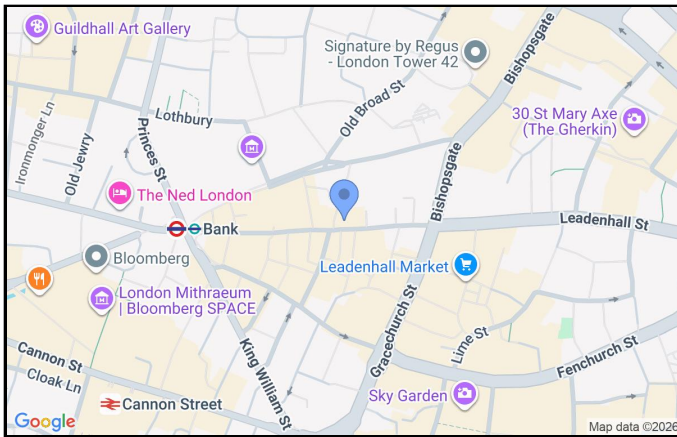 Guildhall Art Gallery
Signature by Regus
- London Tower 42
Bishopsgate
Old Broad St
30 St Mary Axe
(The Gherkin)
Ironmonger Ln
Old Jewry
Princes St
Lothbury
The Ned London
Bank
Bishopsgate
Leadenhall St
Bloomberg
Leadenhall Market
London Mithraeum
| Bloomberg SPACE
Gracechurch St
Lime St
King William St
Fenchurch St
Cannon St
Cloak Ln
Cannon Street
Sky Garden
Google
Map data ©2026